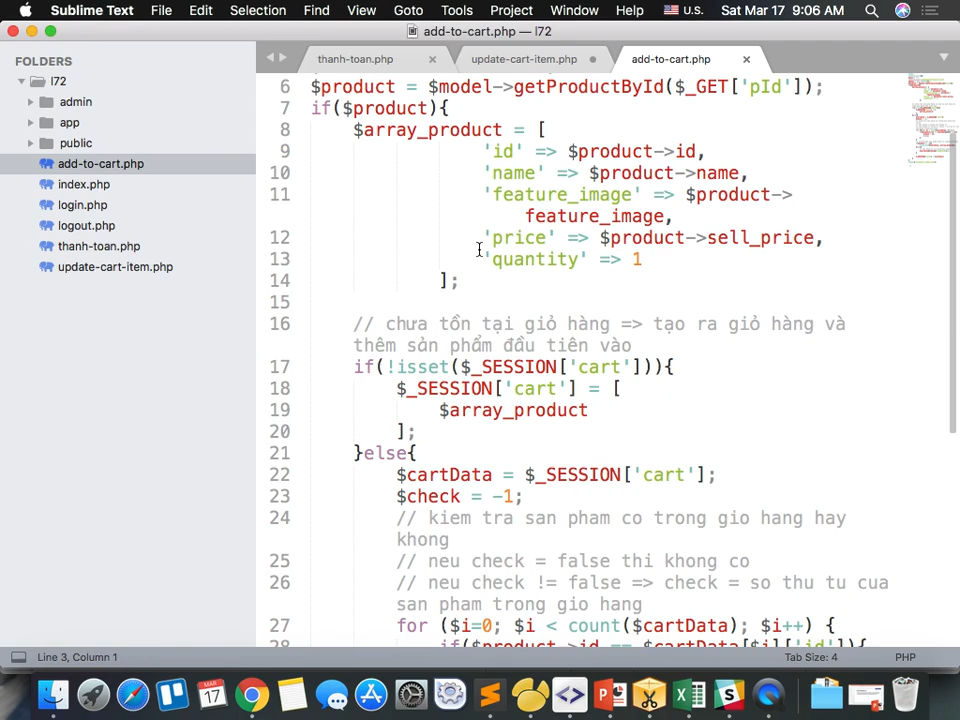 Sublime Text File Edit Selection Find View Goto Tools Project Window Help U.S. Sat Mar 17 9:06 AM
add-to-cart.php — l72
thanh-toan.php
update-cart-item.php
add-to-cart.php
FOLDERS
l72
admin
app
public
add-to-cart.php
index.php
login.php
logout.php
thanh-toan.php
update-cart-item.php
6 $product = $model->getProductById($_GET['pId']);
7 if($product){
8 $array_product = [
9 'id' => $product->id,
10 'name' => $product->name,
11 'feature_image' => $product->
feature_image,
12 'price' => $product->sell_price,
13 'quantity' => 1
14 ];
15
16 // chưa tồn tại giỏ hàng => tạo ra giỏ hàng và
thêm sản phẩm đầu tiên vào
17 if(!isset($_SESSION['cart'])){
18 $_SESSION['cart'] = [
19 $array_product
20 ];
21 }else{
22 $cartData = $_SESSION['cart'];
23 $check = -1;
24 // kiem tra san pham co trong gio hang hay
khong
25 // neu check = false thi khong co
26 // neu check != false => check = so thu tu cua
san pham trong gio hang
27 for ($i=0; $i < count($cartData); $i++) {
28 if($product->id == $cartData[$i]['id']){
Line 3, Column 1
Tab Size: 4
PHP
17